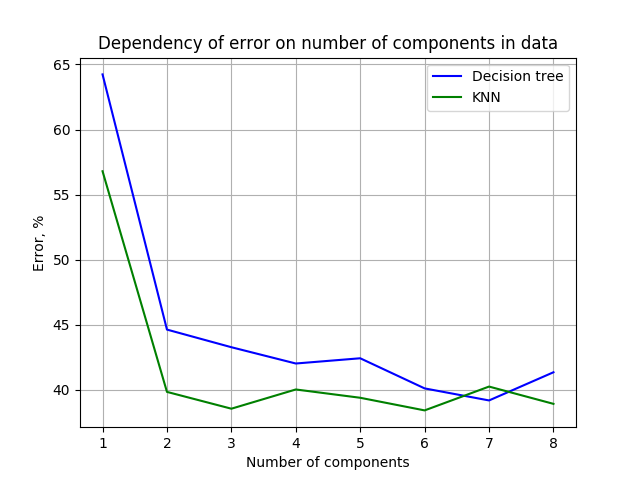 Dependency of error on number of components in data
Decision tree
KNN
65
60
55
50
45
40
Error, %
1 2 3 4 5 6 7 8
Number of components